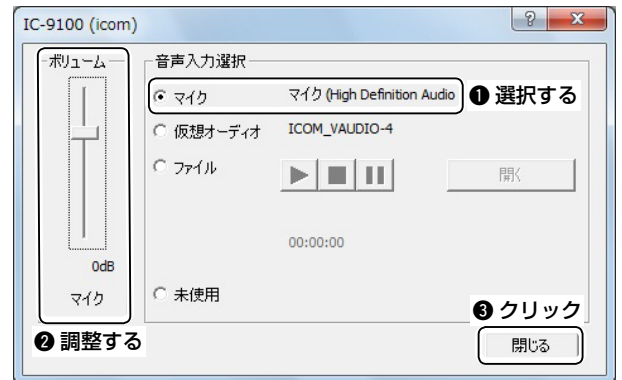 IC-9100 (icom)
ボリューム
音声入力選択
マイク
マイク (High Definition Audio
❶ 選択する
仮想オーディオ
ICOM_VAUDIO-4
ファイル
開く
00:00:00
0dB
マイク
未使用
❷ 調整する
❸ クリック
閉じる